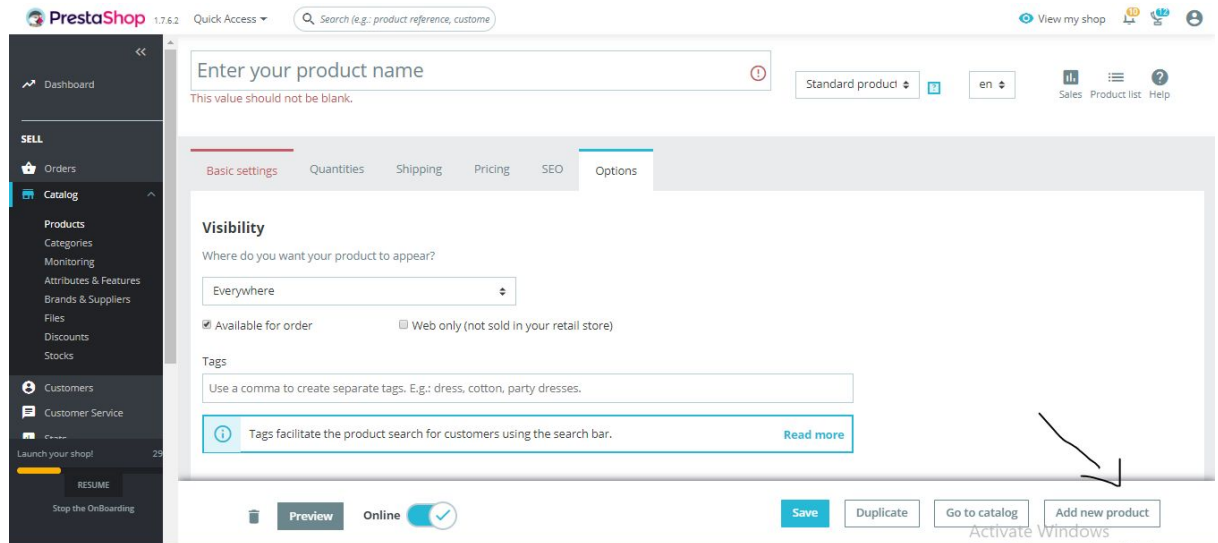 PrestaShop 1.7.6.2 Quick Access Search (e.g.: product reference, custome View my shop 10 12
Dashboard
SELL
Orders
Catalog
Products
Categories
Monitoring
Attributes & Features
Brands & Suppliers
Files
Discounts
Stocks
Customers
Customer Service
Stats
Launch your shop! 29
RESUME
Stop the OnBoarding
Enter your product name
This value should not be blank.
Standard product ? en
Sales Product list Help
Basic settings Quantities Shipping Pricing SEO Options
Visibility
Where do you want your product to appear?
Everywhere
Available for order Web only (not sold in your retail store)
Tags
Use a comma to create separate tags. E.g.: dress, cotton, party dresses.
Tags facilitate the product search for customers using the search bar. Read more
Preview Online Save Duplicate Go to catalog Add new product
Activate Windows